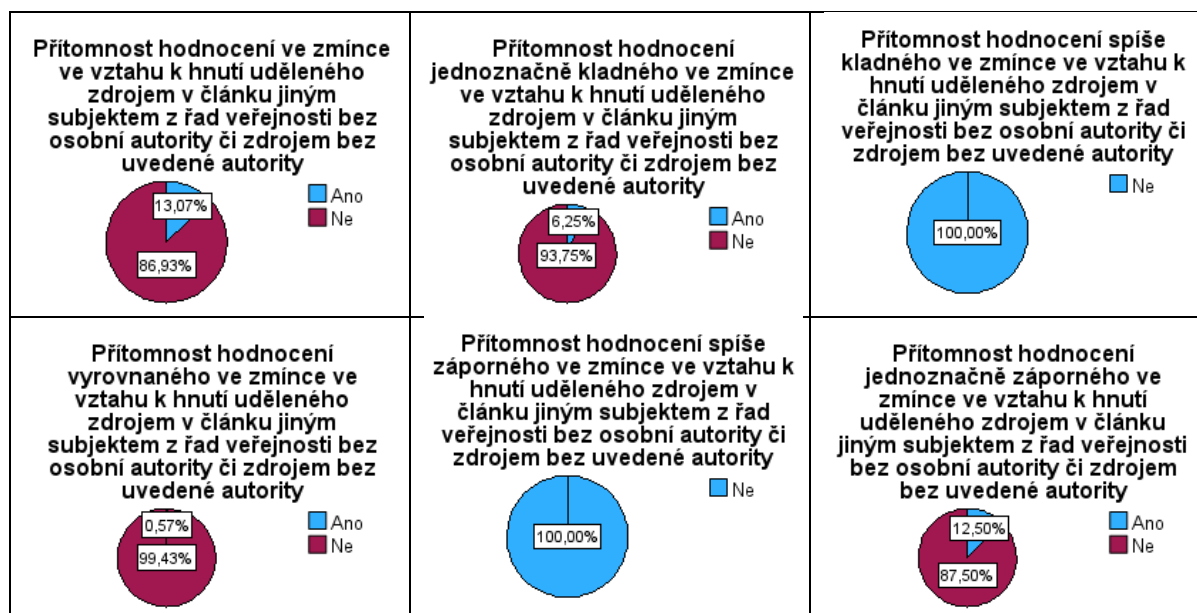 Přítomnost hodnocení ve zmínce
ve vztahu k hnutí uděleného
zdrojem v článku jiným
subjektem z řad veřejnosti bez
osobní autority či zdrojem bez
uvedené autority
Ano
Ne
13,07%
86,93%
Přítomnost hodnocení
jednoznačně kladného ve zmínce
ve vztahu k hnutí uděleného
zdrojem v článku jiným
subjektem z řad veřejnosti bez
osobní autority či zdrojem bez
uvedené autority
Ano
Ne
6,25%
93,75%
Přítomnost hodnocení spíše
kladného ve zmínce ve vztahu k
hnutí uděleného zdrojem v
článku jiným subjektem z řad
veřejnosti bez osobní autority či
zdrojem bez uvedené autority
Ne
100,00%
Přítomnost hodnocení
vyrovnaného ve zmínce ve
vztahu k hnutí uděleného
zdrojem v článku jiným
subjektem z řad veřejnosti bez
osobní autority či zdrojem bez
uvedené autority
Ano
Ne
0,57%
99,43%
Přítomnost hodnocení spíše
záporného ve zmínce ve vztahu k
hnutí uděleného zdrojem v
článku jiným subjektem z řad
veřejnosti bez osobní autority či
zdrojem bez uvedené autority
Ne
100,00%
Přítomnost hodnocení
jednoznačně záporného ve
zmínce ve vztahu k hnutí
uděleného zdrojem v článku
jiným subjektem z řad veřejnosti
bez osobní autority či zdrojem
bez uvedené autority
Ano
Ne
12,50%
87,50%